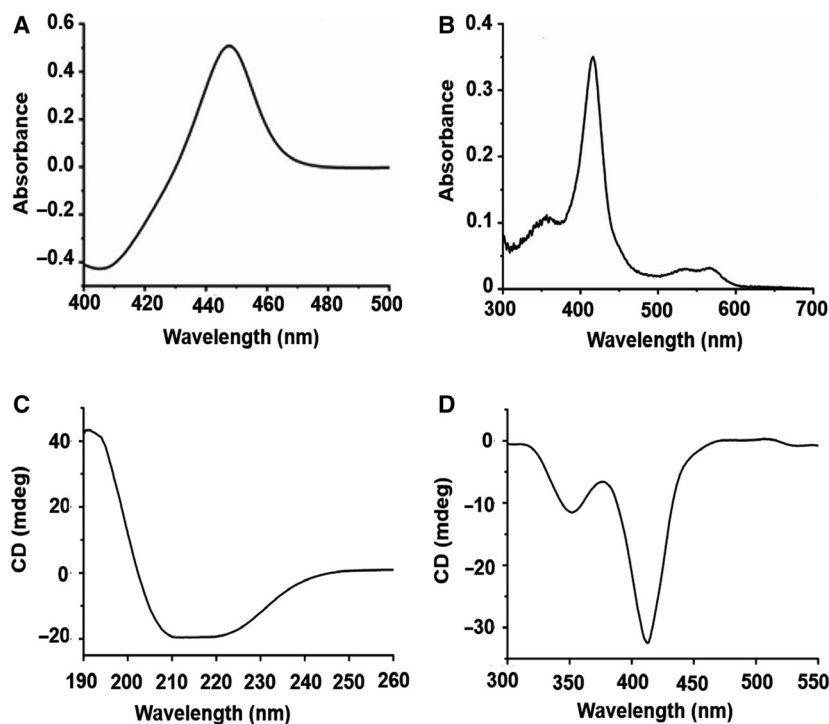 A
Absorbance
0.6
0.4
0.2
0.0
−0.2
−0.4
400 420 440 460 480 500
Wavelength (nm)
B
Absorbance
0.4
0.3
0.2
0.1
0
300 400 500 600 700
Wavelength (nm)
C
CD (mdeg)
40
20
0
−20
190 200 210 220 230 240 250 260
Wavelength (nm)
D
CD (mdeg)
0
−10
−20
−30
300 350 400 450 500 550
Wavelength (nm)